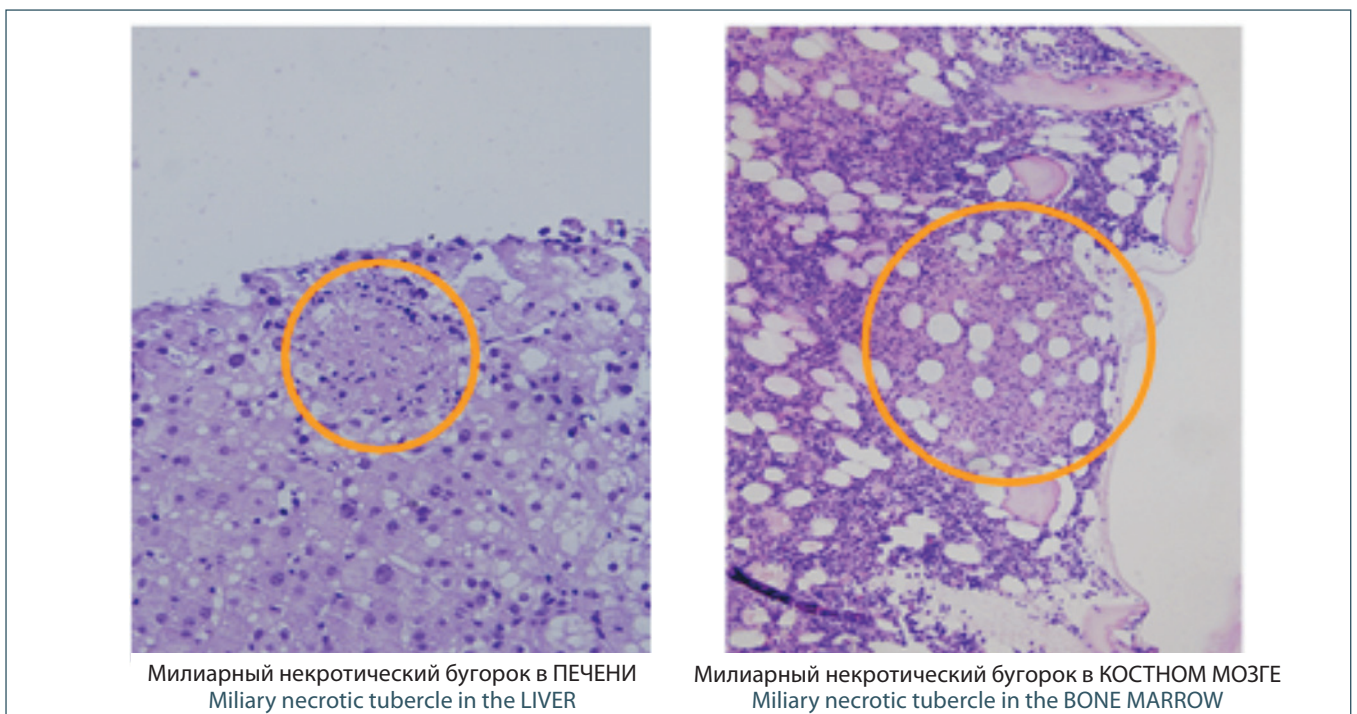 Милиарный некротический бугорок в ПЕЧЕНИ
Miliary necrotic tubercle in the LIVER
Милиарный некротический бугорок в КОСТНОМ МОЗГЕ
Miliary necrotic tubercle in the BONE MARROW